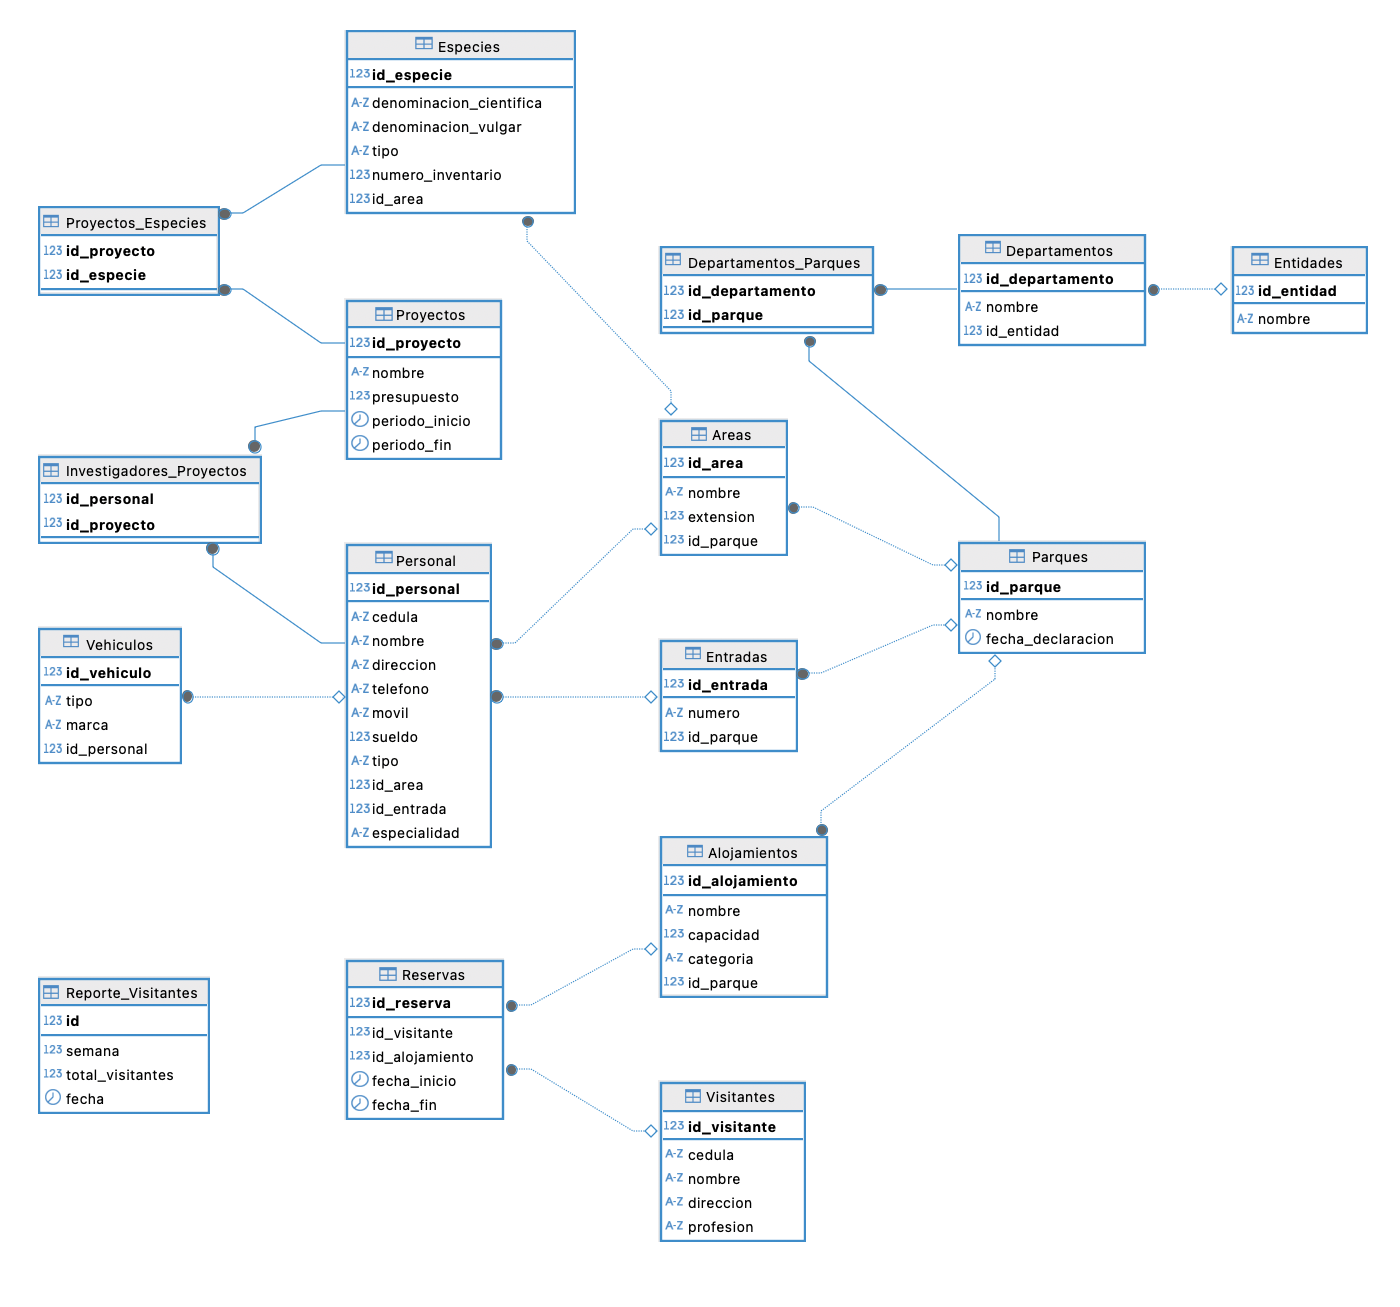 Especies
123 id_especie
A-Z denominacion_cientifica
A-Z denominacion_vulgar
A-Z tipo
123 numero_inventario
123 id_area
Proyectos_Especies
123 id_proyecto
123 id_especie
Departamentos_Parques
123 id_departamento
123 id_parque
Departamentos
123 id_departamento
A-Z nombre
123 id_entidad
Entidades
123 id_entidad
A-Z nombre
Proyectos
123 id_proyecto
A-Z nombre
123 presupuesto
periodo_inicio
periodo_fin
Areas
123 id_area
A-Z nombre
123 extension
123 id_parque
Investigadores_Proyectos
123 id_personal
123 id_proyecto
Personal
123 id_personal
A-Z cedula
A-Z nombre
A-Z direccion
A-Z telefono
A-Z movil
123 sueldo
A-Z tipo
123 id_area
123 id_entrada
A-Z especialidad
Parques
123 id_parque
A-Z nombre
fecha_declaracion
Vehiculos
123 id_vehiculo
A-Z tipo
A-Z marca
123 id_personal
Entradas
123 id_entrada
A-Z numero
123 id_parque
Alojamientos
123 id_alojamiento
A-Z nombre
123 capacidad
A-Z categoria
123 id_parque
Reporte_Visitantes
123 id
123 semana
123 total_visitantes
fecha
Reservas
123 id_reserva
123 id_visitante
123 id_alojamiento
fecha_inicio
fecha_fin
Visitantes
123 id_visitante
A-Z cedula
A-Z nombre
A-Z direccion
A-Z profesion